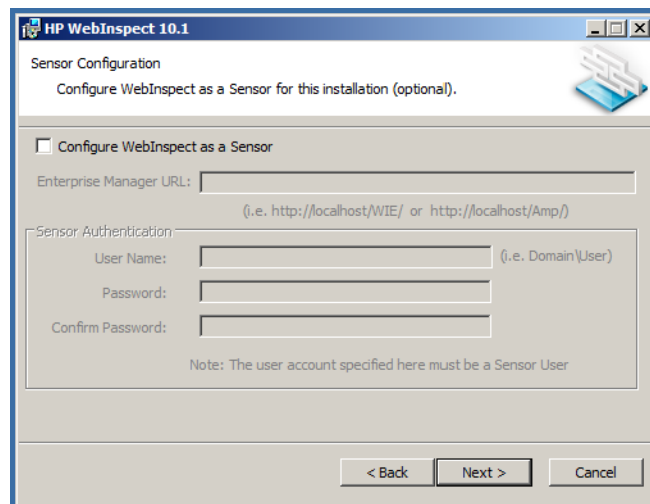 HP WebInspect 10.1
Sensor Configuration
Configure WebInspect as a Sensor for this installation (optional).
Configure WebInspect as a Sensor
Enterprise Manager URL:
(i.e. http://localhost/WIE/ or http://localhost/Amp/)
Sensor Authentication
User Name:
(i.e. Domain\User)
Password:
Confirm Password:
Note: The user account specified here must be a Sensor User
< Back
Next >
Cancel